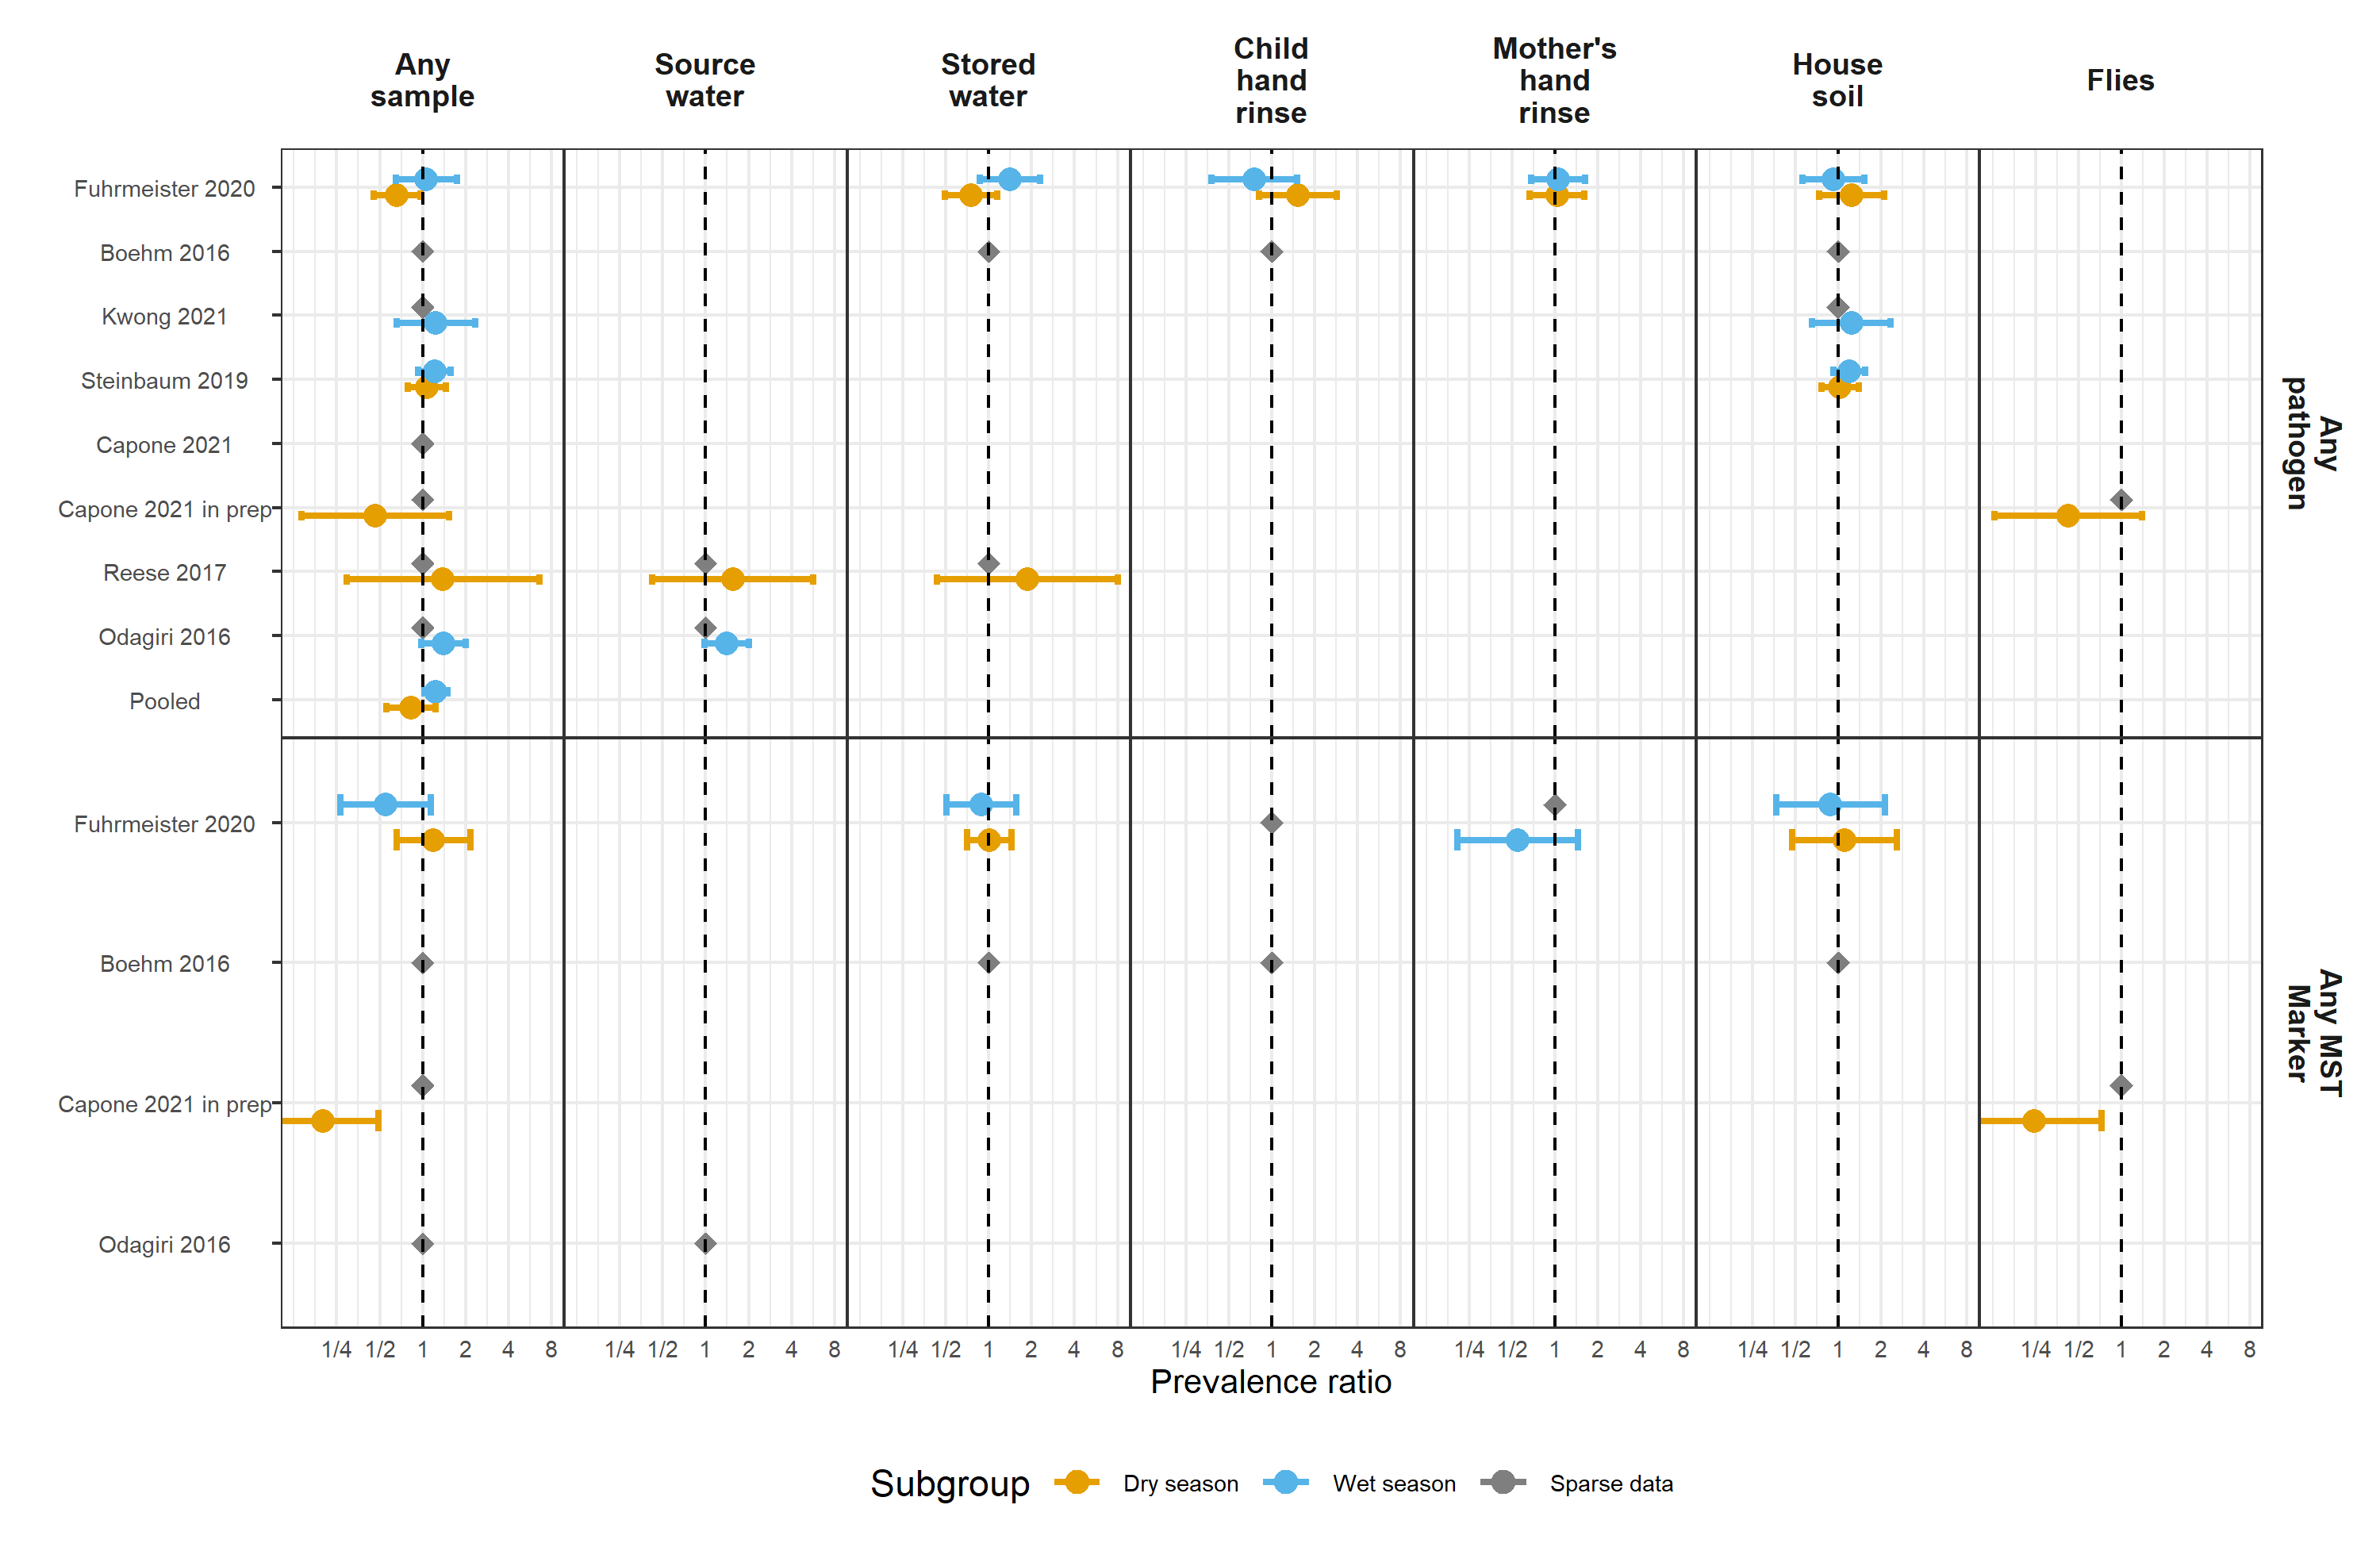 Any
sample
Source
water
Stored
water
Child
hand
rinse
Mother's
hand
rinse
House
soil
Flies
Fuhrmeister 2020
Boehm 2016
Kwong 2021
Steinbaum 2019
Capone 2021
Capone 2021 in prep
Reese 2017
Odagiri 2016
Pooled
Any
pathogen
Fuhrmeister 2020
Boehm 2016
Capone 2021 in prep
Odagiri 2016
Any MST
Marker
1/4 1/2 1 2 4 8 1/4 1/2 1 2 4 8 1/4 1/2 1 2 4 8 1/4 1/2 1 2 4 8 1/4 1/2 1 2 4 8 1/4 1/2 1 2 4 8 1/4 1/2 1 2 4 8
Prevalence ratio
Subgroup Dry season Wet season Sparse data